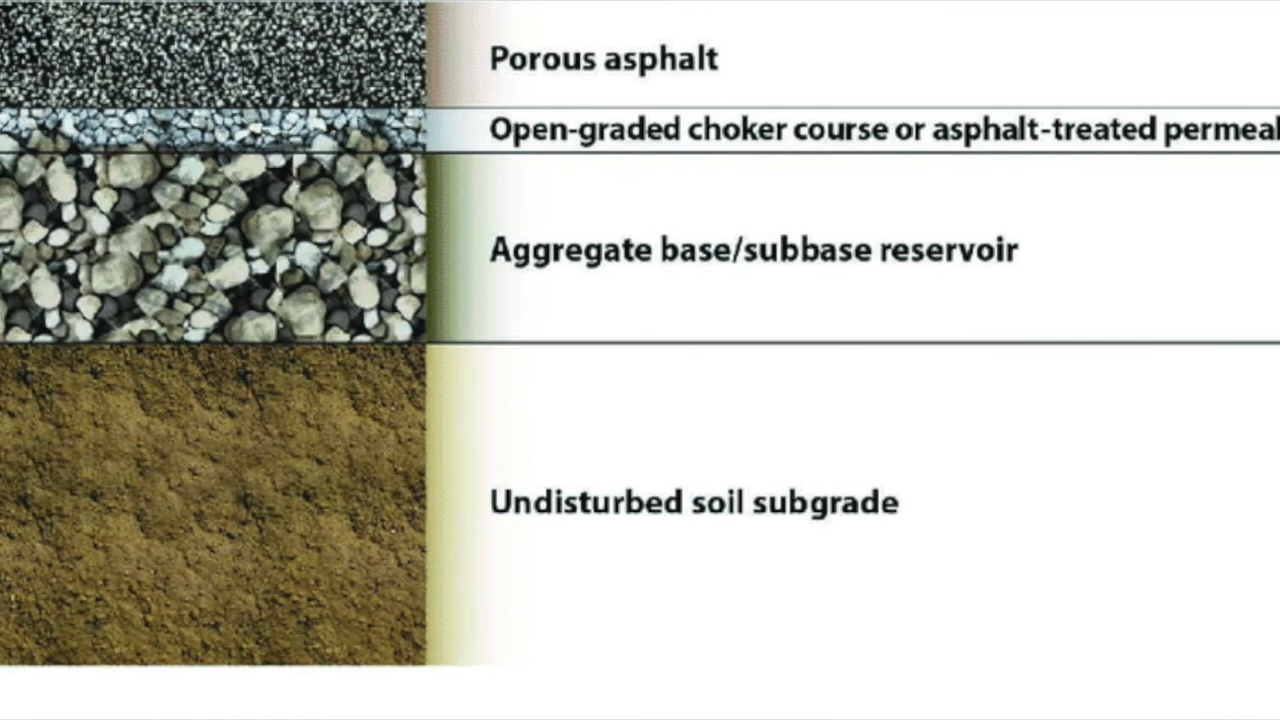 Porous asphalt
Open-graded choker course or asphalt-treated
Aggregate base/subbase reservoir
Undisturbed soil subgrade